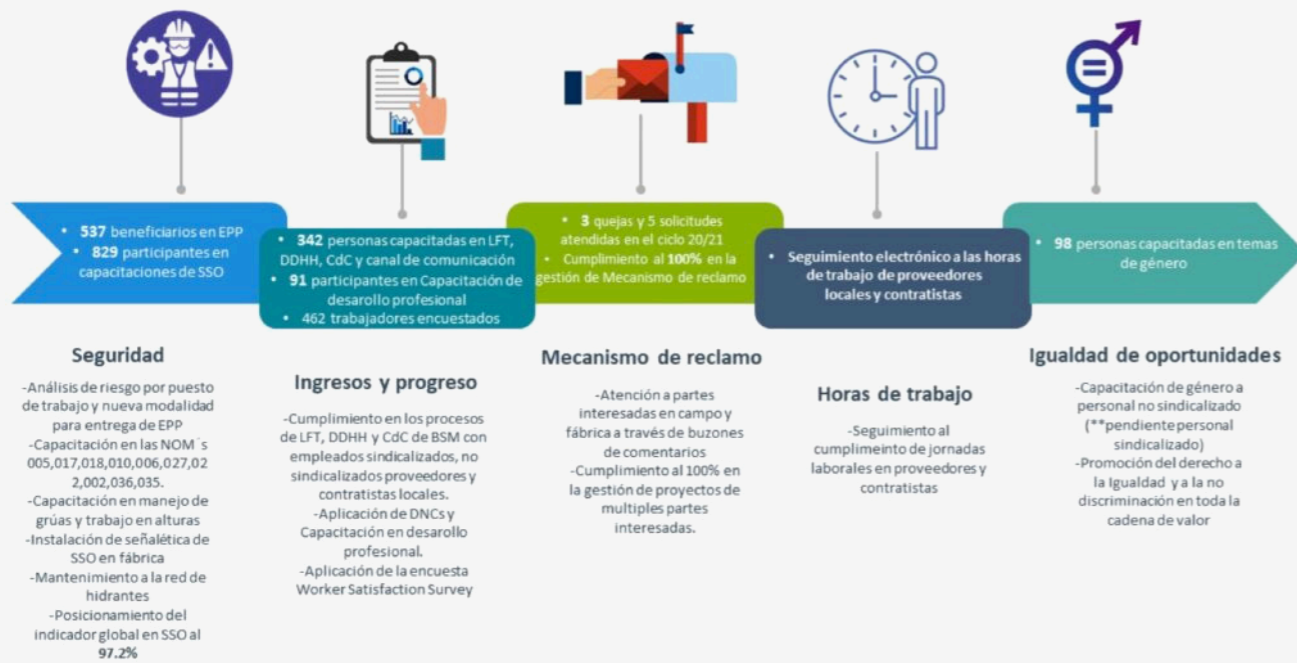 • 537 beneficiarios en EPP
• 829 participantes en
capacitaciones de SSO
• 342 personas capacitadas en LFT,
DDHH, CdC y canal de comunicación
• 91 participantes en Capacitación de
desarollo profesional
• 462 trabajadores encuestados
• 3 quejas y 5 solicitudes
atendidas en el ciclo 20/21
• Cumplimiento al 100% en la
gestión de Mecanismo de reclamo
• Seguimiento electrónico a las horas
de trabajo de proveedores
locales y contratistas
• 98 personas capacitadas en temas
de género
Seguridad
-Análisis de riesgo por puesto
de trabajo y nueva modalidad
para entrega de EPP
-Capacitación en las NOM´s
005,017,018,010,006,027,02
2,002,036,035.
-Capacitación en manejo de
grúas y trabajo en alturas
-Instalación de señalética de
SSO en fábrica
-Mantenimiento a la red de
hidrantes
-Posicionamiento del
indicador global en SSO al
97.2%
Ingresos y progreso
-Cumplimiento en los procesos
de LFT, DDHH y CdC de BSM con
empleados sindicalizados, no
sindicalizados proveedores y
contratistas locales.
-Aplicación de DNCs y
Capacitación en desarollo
profesional.
-Aplicación de la encuesta
Worker Satisfaction Survey
Mecanismo de reclamo
-Atención a partes
interesadas en campo y
fábrica a través de buzones
de comentarios
-Cumplimiento al 100% en
la gestión de proyectos de
multiples partes
interesadas.
Horas de trabajo
-Seguimiento al
cumplimeinto de jornadas
laborales en proveedores y
contratistas
Igualdad de oportunidades
-Capacitación de género a
personal no sindicalizado
(**pendiente personal
sindicalizado)
-Promoción del derecho a
la Igualdad y a la no
discriminación en toda la
cadena de valor